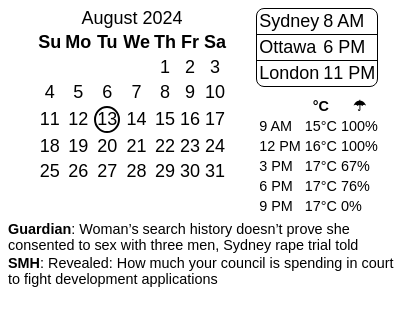 August 2024
Su Mo Tu We Th Fr Sa
1 2 3
4 5 6 7 8 9 10
11 12 13 14 15 16 17
18 19 20 21 22 23 24
25 26 27 28 29 30 31
Sydney 8 AM
Ottawa 6 PM
London 11 PM
°C ☂
9 AM 15°C 100%
12 PM 16°C 100%
3 PM 17°C 67%
6 PM 17°C 76%
9 PM 17°C 0%
Guardian: Woman’s search history doesn’t prove she
consented to sex with three men, Sydney rape trial told
SMH: Revealed: How much your council is spending in court
to fight development applications